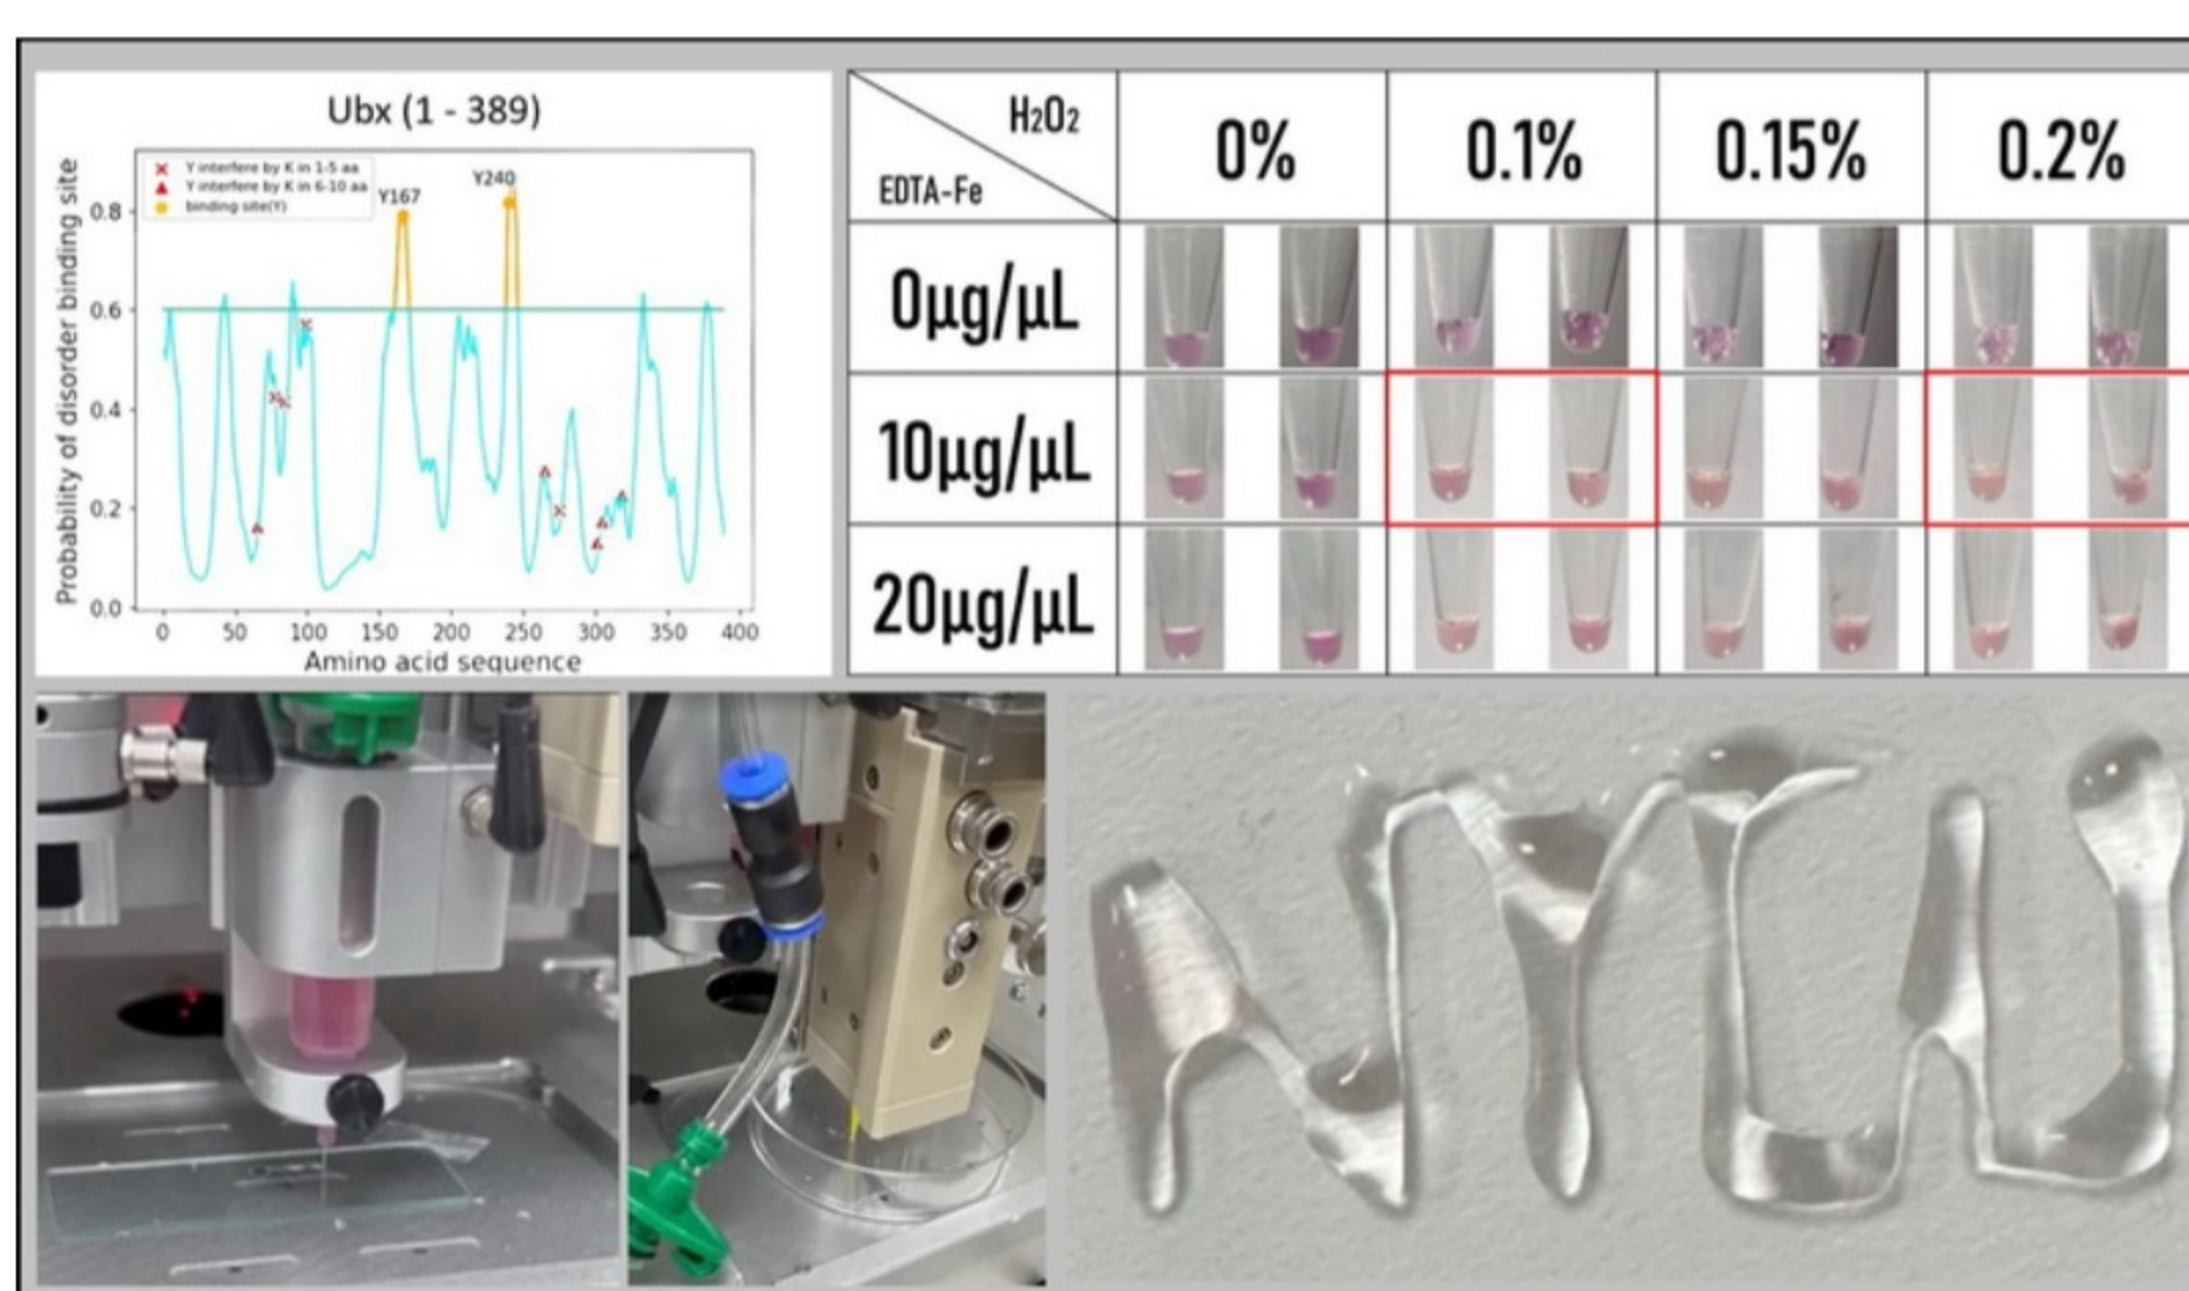 Ubx (1 - 389)
Y interfere by K in 1-5 aa
Y interfere by K in 6-10 aa
binding site(Y)
Y167
Y240
Probability of disorder binding site
0.8
0.6
0.4
0.2
0.0
0 50 100 150 200 250 300 350 400
Amino acid sequence
H₂O₂
EDTA-Fe
0% 0.1% 0.15% 0.2%
0µg/µL
10µg/µL
20µg/µL
NYCU